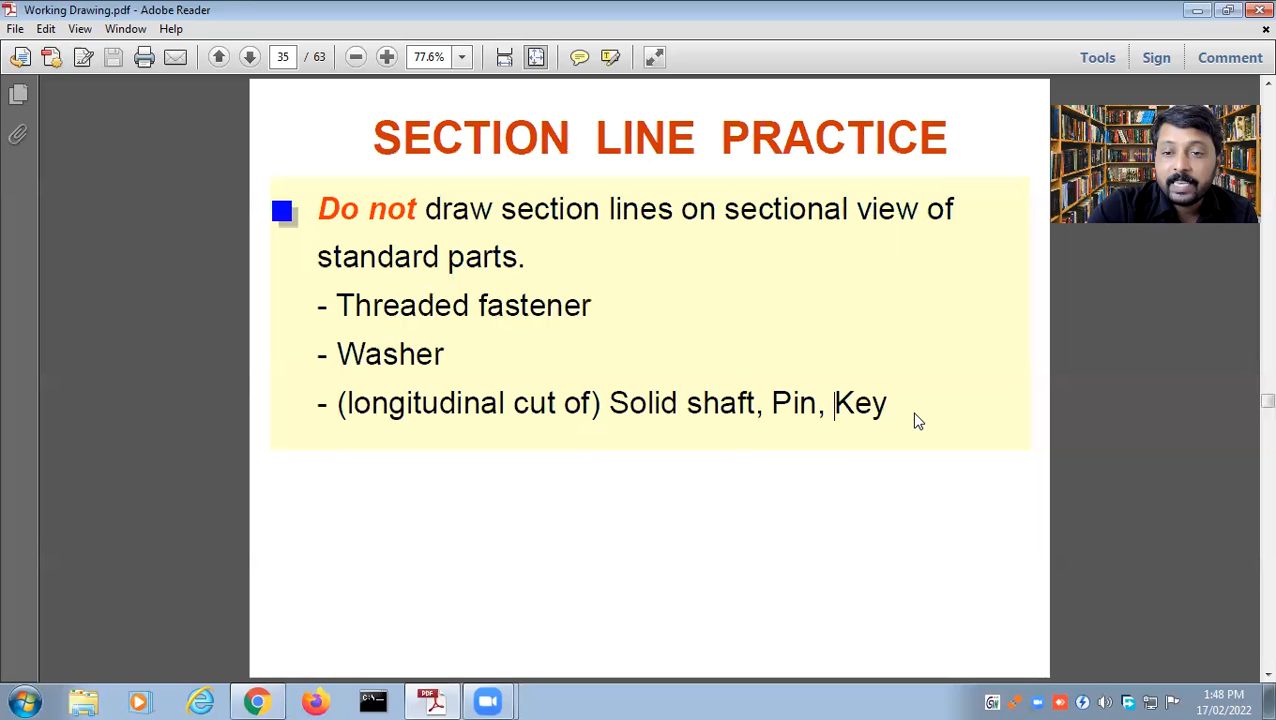 Working Drawing.pdf - Adobe Reader
File Edit View Window Help
35 / 63 77.6% Tools Sign Comment
SECTION LINE PRACTICE
Do not draw section lines on sectional view of
standard parts.
- Threaded fastener
- Washer
- (longitudinal cut of) Solid shaft, Pin, Key
PDF
1:48 PM
17/02/2022